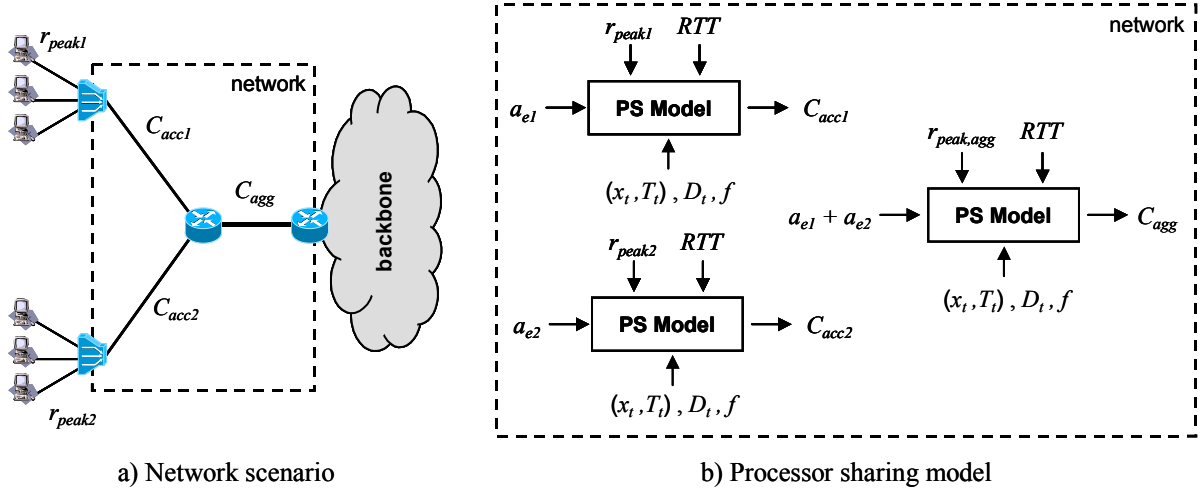 r_peak1
network
C_acc1
C_agg
backbone
C_acc2
r_peak2
a) Network scenario
network
r_peak1 RTT
a_e1 PS Model C_acc1
(x_t , T_t) , D_t , f
r_peak2 RTT
a_e2 PS Model C_acc2
(x_t , T_t) , D_t , f
r_peak,agg RTT
a_e1 + a_e2 PS Model C_agg
(x_t , T_t) , D_t , f
b) Processor sharing model